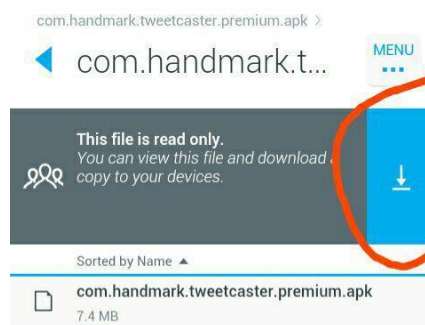 com.handmark.tweetcaster.premium.apk >
com.handmark.t...
MENU
This file is read only.
You can view this file and download a
copy to your devices.
Sorted by Name ▲
com.handmark.tweetcaster.premium.apk
7.4 MB